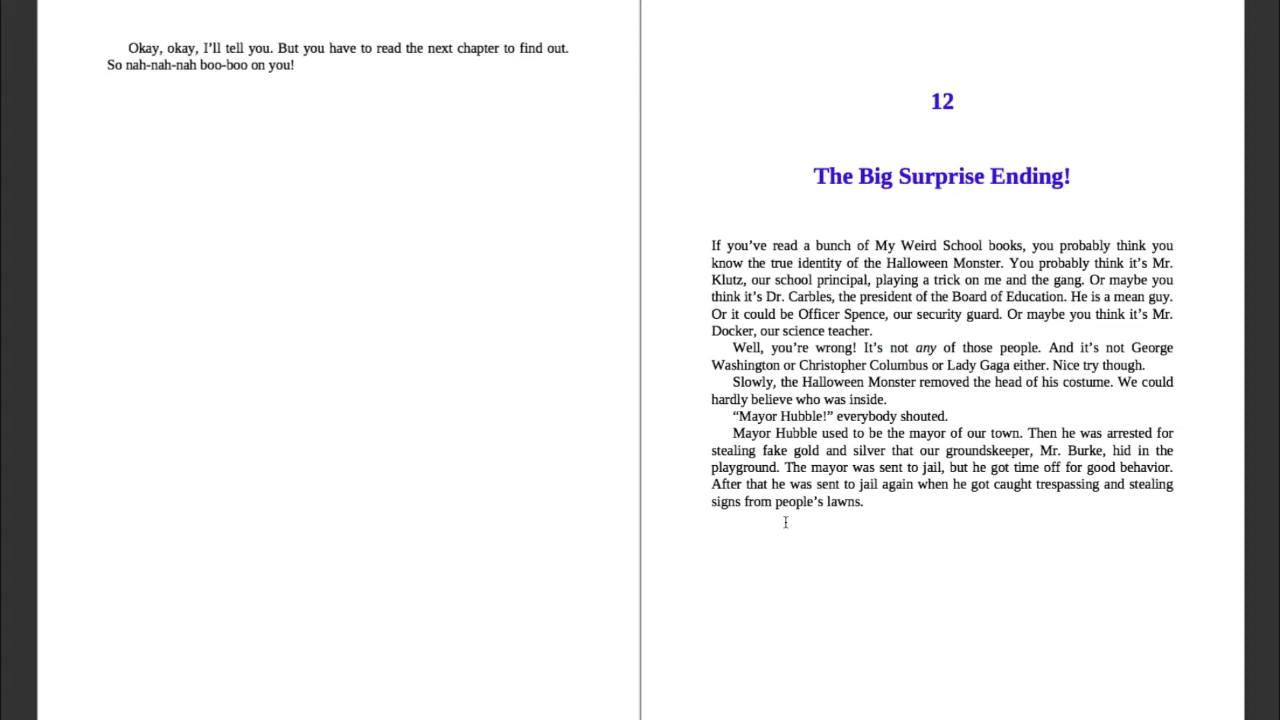 Okay, okay, I’ll tell you. But you have to read the next chapter to find out.
So nah-nah-nah boo-boo on you!
12
The Big Surprise Ending!
If you’ve read a bunch of My Weird School books, you probably think you
know the true identity of the Halloween Monster. You probably think it’s Mr.
Klutz, our school principal, playing a trick on me and the gang. Or maybe you
think it’s Dr. Carbles, the president of the Board of Education. He is a mean guy.
Or it could be Officer Spence, our security guard. Or maybe you think it’s Mr.
Docker, our science teacher.
Well, you’re wrong! It’s not any of those people. And it’s not George
Washington or Christopher Columbus or Lady Gaga either. Nice try though.
Slowly, the Halloween Monster removed the head of his costume. We could
hardly believe who was inside.
“Mayor Hubble!” everybody shouted.
Mayor Hubble used to be the mayor of our town. Then he was arrested for
stealing fake gold and silver that our groundskeeper, Mr. Burke, hid in the
playground. The mayor was sent to jail, but he got time off for good behavior.
After that he was sent to jail again when he got caught trespassing and stealing
signs from people’s lawns.